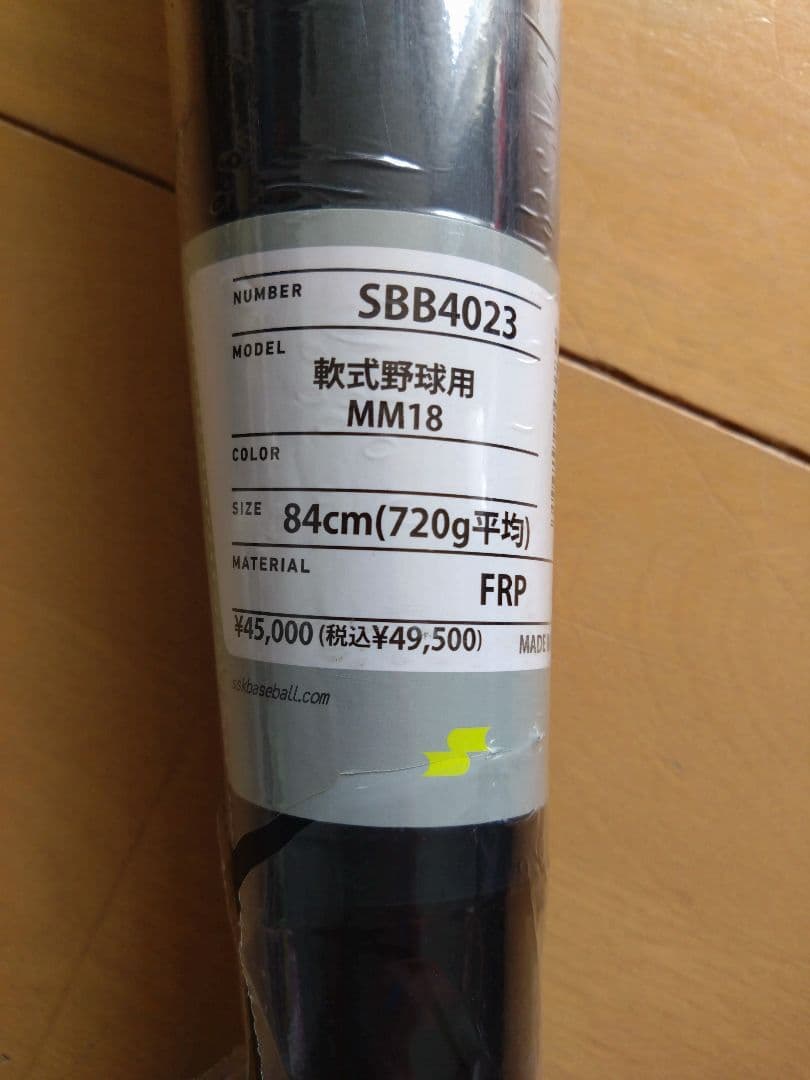 NUMBER SBB4023
MODEL
軟式野球用
MM18
COLOR
SIZE 84cm(720g平均)
MATERIAL
FRP
¥45,000 (税込¥49,500) MADE
sskbaseball.com